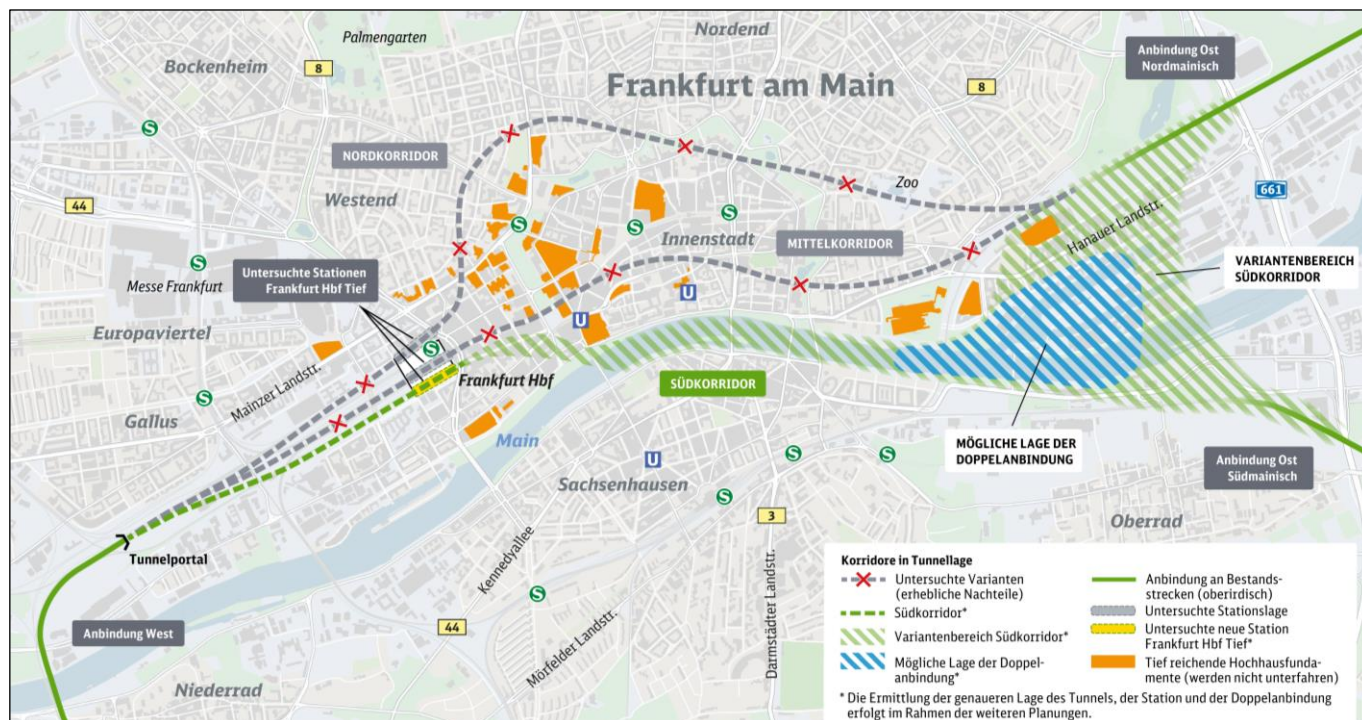 Palmengarten
Nordend
Bockenheim
8
Anbindung Ost
Nordmainisch
Frankfurt am Main
8
S
NORDKORRIDOR
Zoo
661
Westend
44
S
S
S
Innenstadt
MITTELKORRIDOR
Hanauer Landstr.
Untersuchte Stationen
Frankfurt Hbf Tief
VARIANTENBEREICH
SÜDKORRIDOR
S
Messe Frankfurt
U
U
Europaviertel
S
Frankfurt Hbf
Mainzer Landstr.
SÜDKORRIDOR
S
Gallus
Main
MÖGLICHE LAGE DER
DOPPELANBINDUNG
U
S
S
Anbindung Ost
Südmainisch
Sachsenhausen
S
3
Oberrad
Tunnelportal
Kennedyallee
Darmstädter Landstr.
S
Anbindung West
44
Mörfelder Landstr.
Niederrad
Korridore in Tunnellage
Untersuchte Varianten
(erhebliche Nachteile)
Südkorridor*
Variantenbereich Südkorridor*
Mögliche Lage der Doppel-
anbindung*
Anbindung an Bestands-
strecken (oberirdisch)
Untersuchte Stationslage
Untersuchte neue Station
Frankfurt Hbf Tief*
Tief reichende Hochhausfunda-
mente (werden nicht unterfahren)
* Die Ermittlung der genaueren Lage des Tunnels, der Station und der Doppelanbindung
erfolgt im Rahmen der weiteren Planungen.